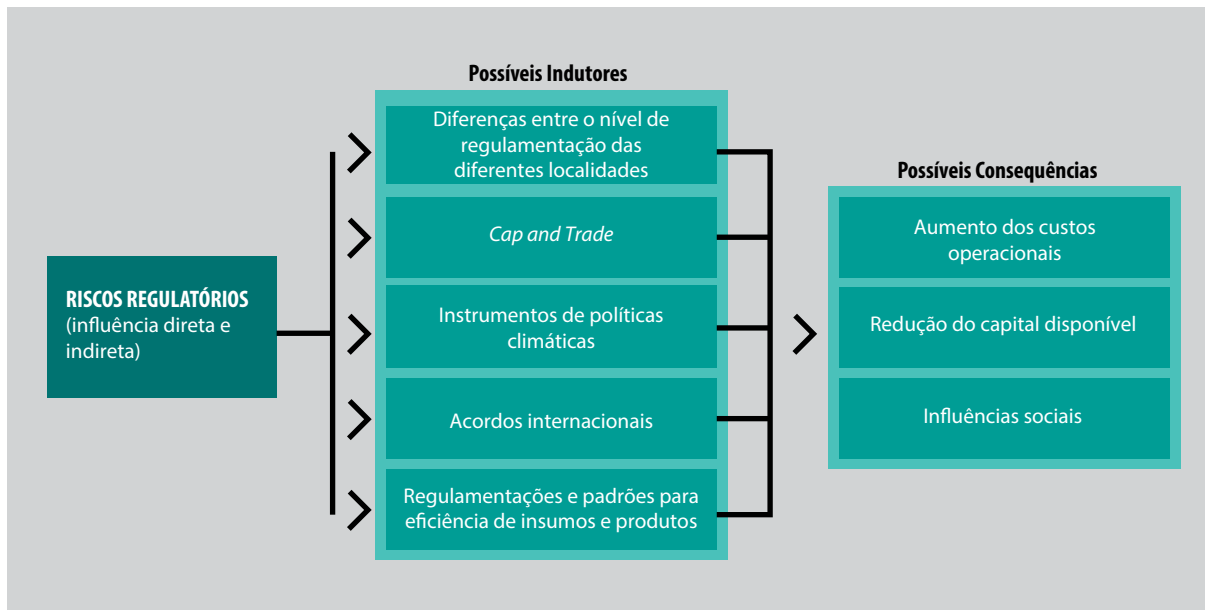 RISCOS REGULATÓRIOS
(influência direta e
indireta)
Possíveis Indutores
Diferenças entre o nível de
regulamentação das
diferentes localidades
Cap and Trade
Instrumentos de políticas
climáticas
Acordos internacionais
Regulamentações e padrões para
eficiência de insumos e produtos
Possíveis Consequências
Aumento dos custos
operacionais
Redução do capital disponível
Influências sociais